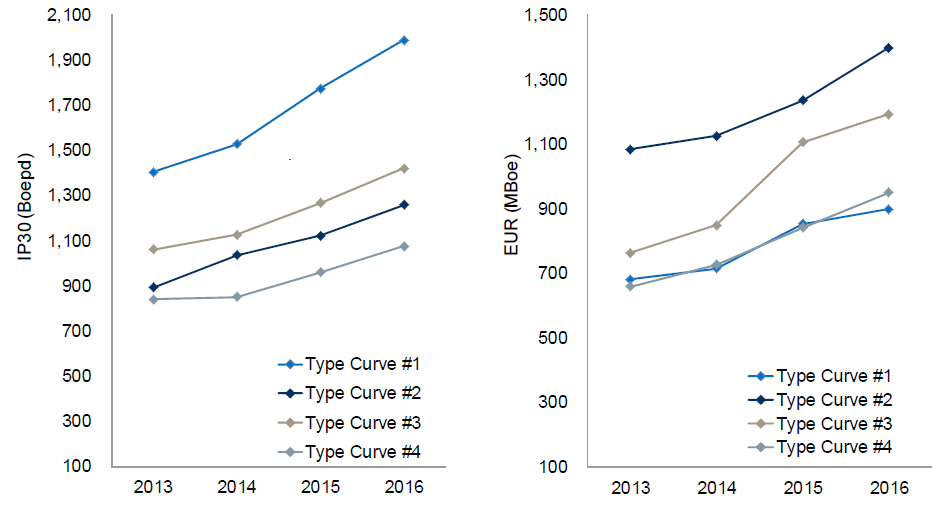 2,100
1,900
1,700
1,500
1,300
1,100
900
700
500
300
100
IP30 (Boepd)
2013 2014 2015 2016
Type Curve #1
Type Curve #2
Type Curve #3
Type Curve #4
1,500
1,300
1,100
900
700
500
300
100
EUR (MBoe)
2013 2014 2015 2016
Type Curve #1
Type Curve #2
Type Curve #3
Type Curve #4